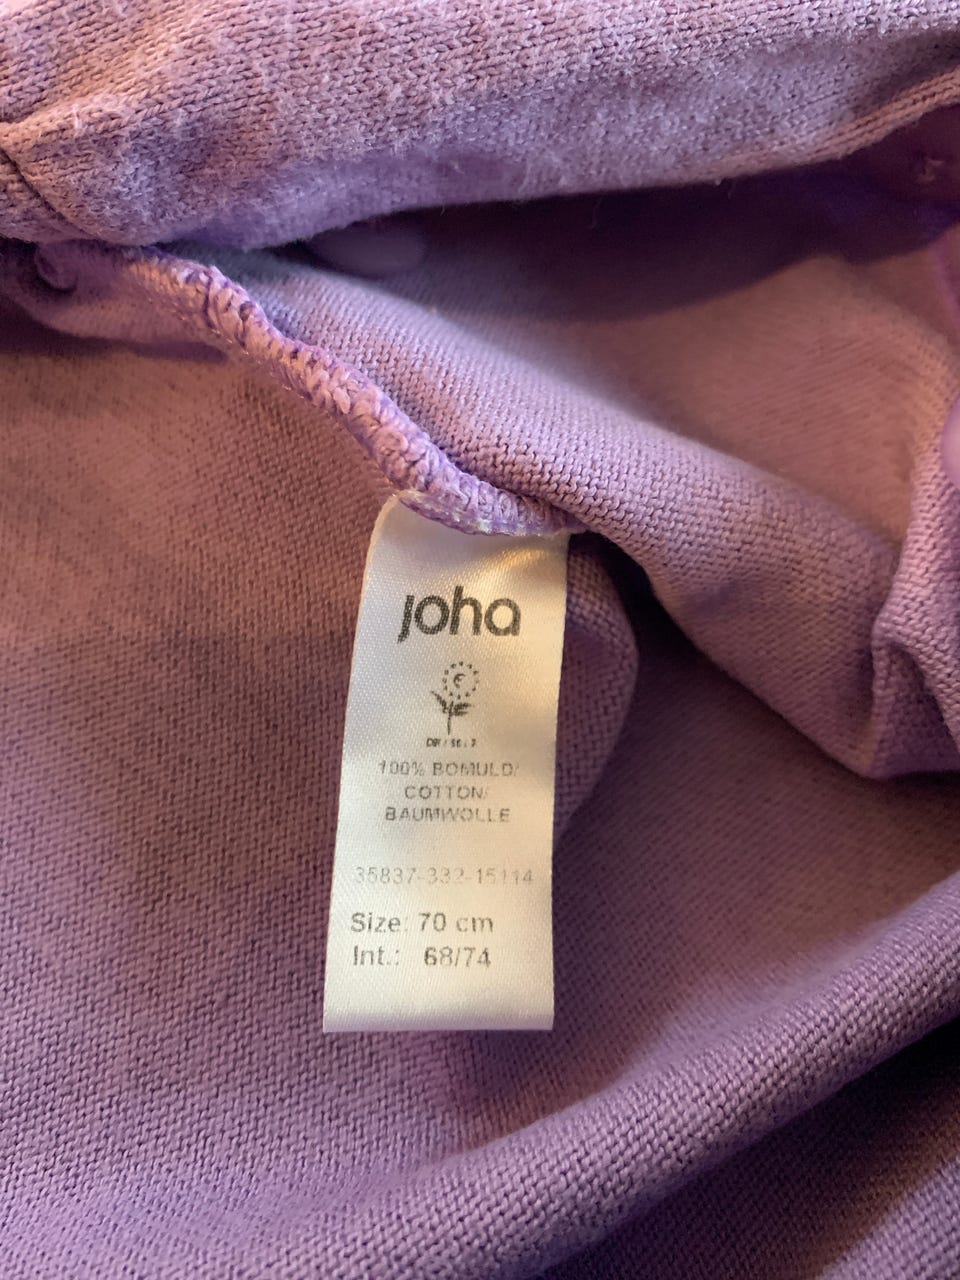 joha
100% BOMULD/
COTTON/
BAUMWOLLE
35837-332-15114
Size: 70 cm
Int.: 68/74